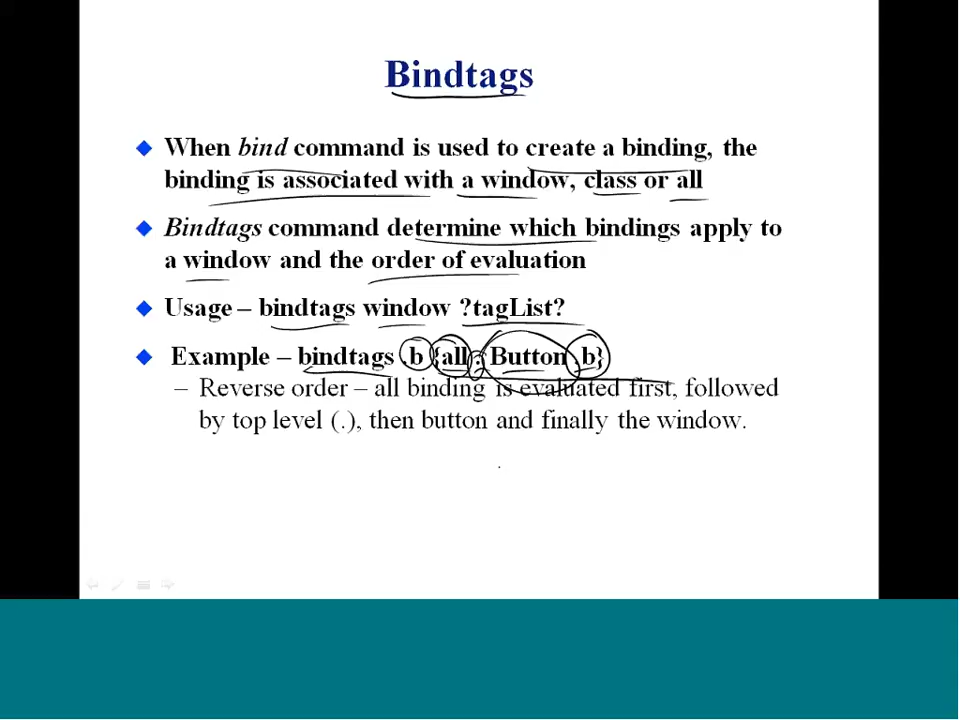 Bindtags
When bind command is used to create a binding, the
binding is associated with a window, class or all
Bindtags command determine which bindings apply to
a window and the order of evaluation
Usage – bindtags window ?tagList?
Example – bindtags .b {all . Button .b}
– Reverse order – all binding is evaluated first, followed
by top level (.), then button and finally the window.